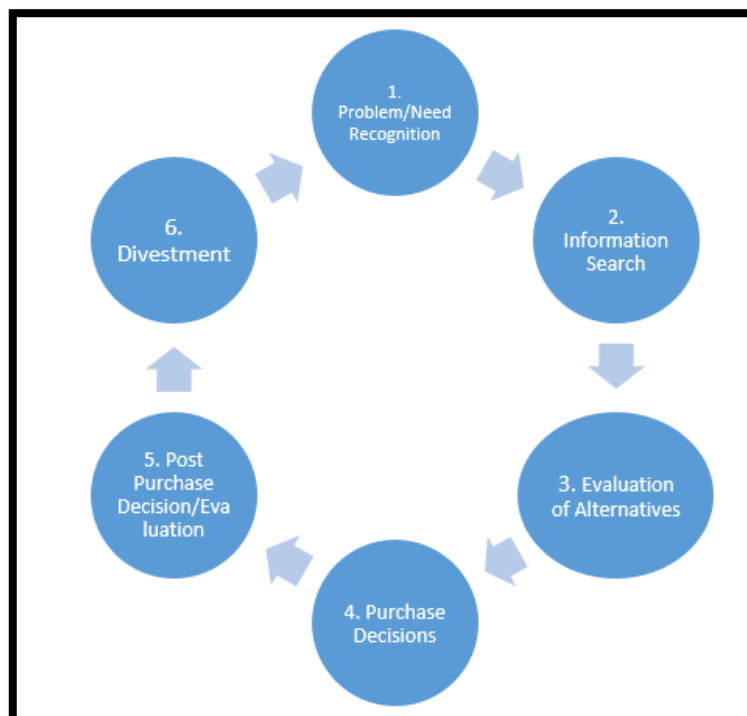 1.
Problem/Need
Recognition
2.
Information
Search
3. Evaluation
of Alternatives
4. Purchase
Decisions
5. Post
Purchase
Decision/Eva
luation
6.
Divestment